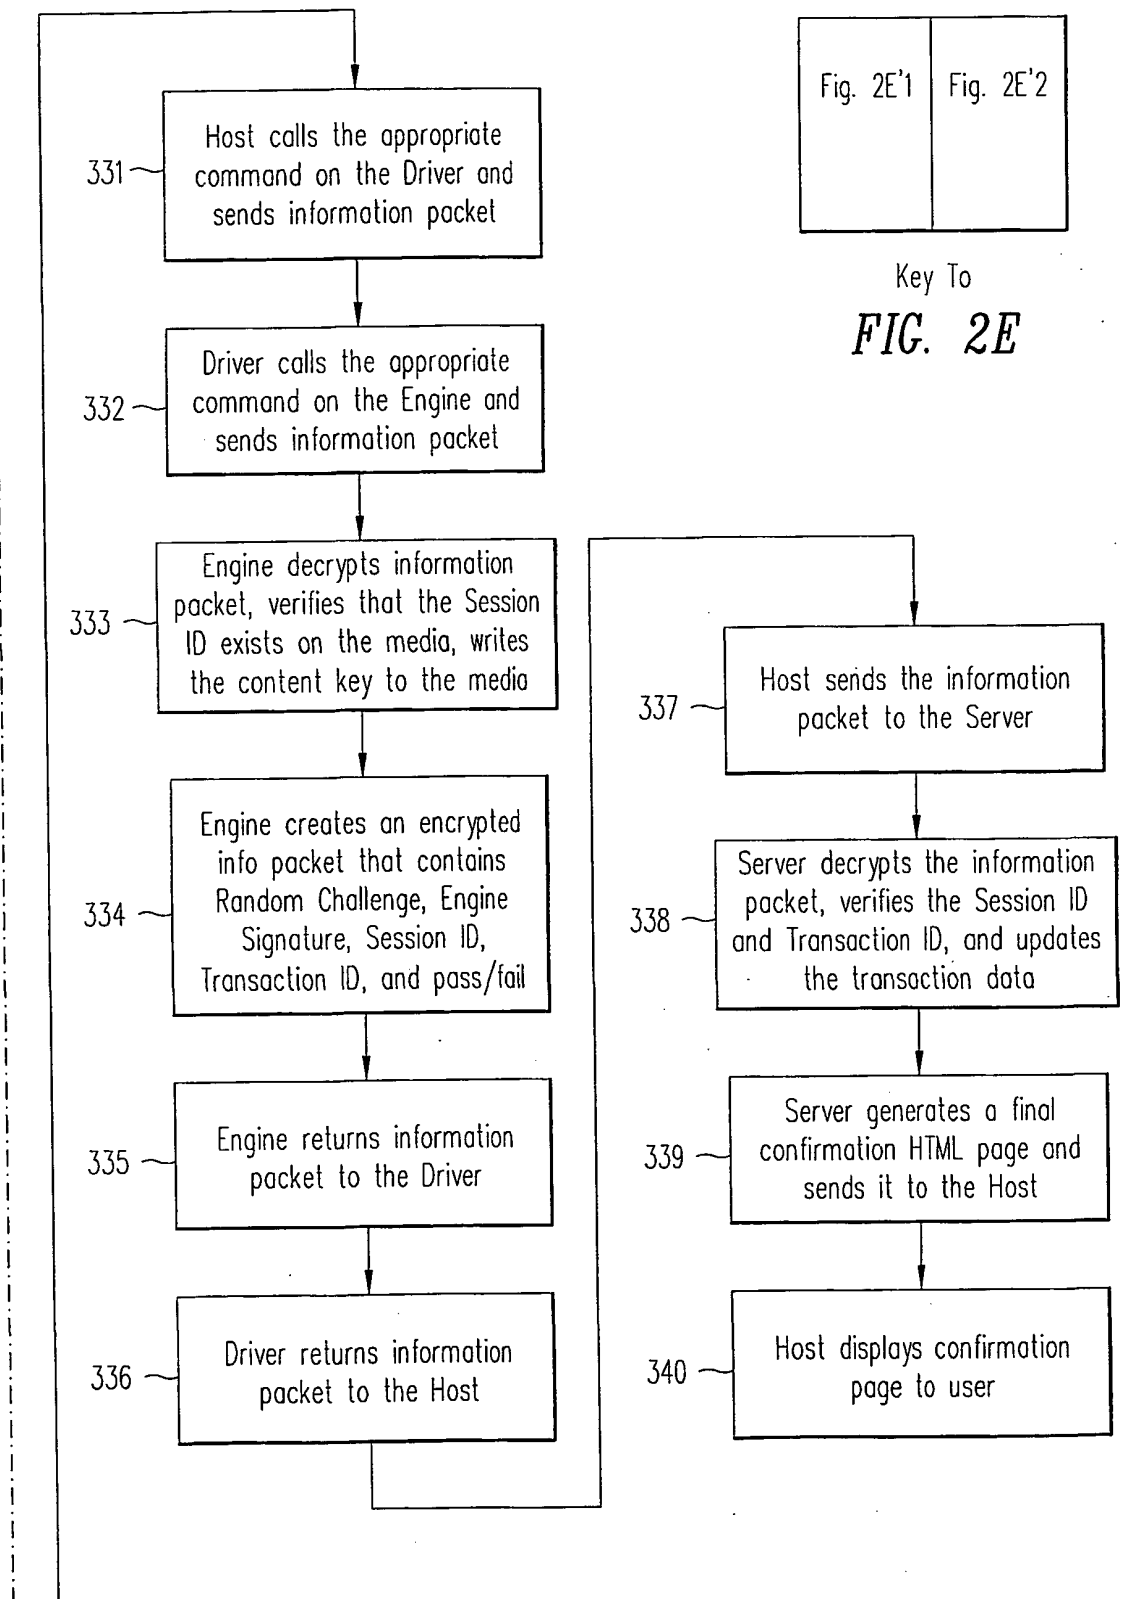 Host calls the appropriate
331
command on the Driver and
sends information packet
Driver calls the appropriate
332
command on the Engine and
sends information packet
Engine decrypts information
packet, verifies that the Session
333
ID exists on the media, writes
the content key to the media
Engine creates an encrypted
info packet that contains
Random Challenge, Engine
334
Signature, Session ID,
Transaction ID, and pass/fail
Engine returns information
335
packet to the Driver
Driver returns information
336
packet to the Host
Fig. 2E'1
Fig. 2E'2
Key To
FIG. 2E
Host sends the information
337
packet to the Server
Server decrypts the information
packet, verifies the Session ID
338
and Transaction ID, and updates
the transaction data
Server generates a final
339
confirmation HTML page and
sends it to the Host
Host displays confirmation
340
page to user